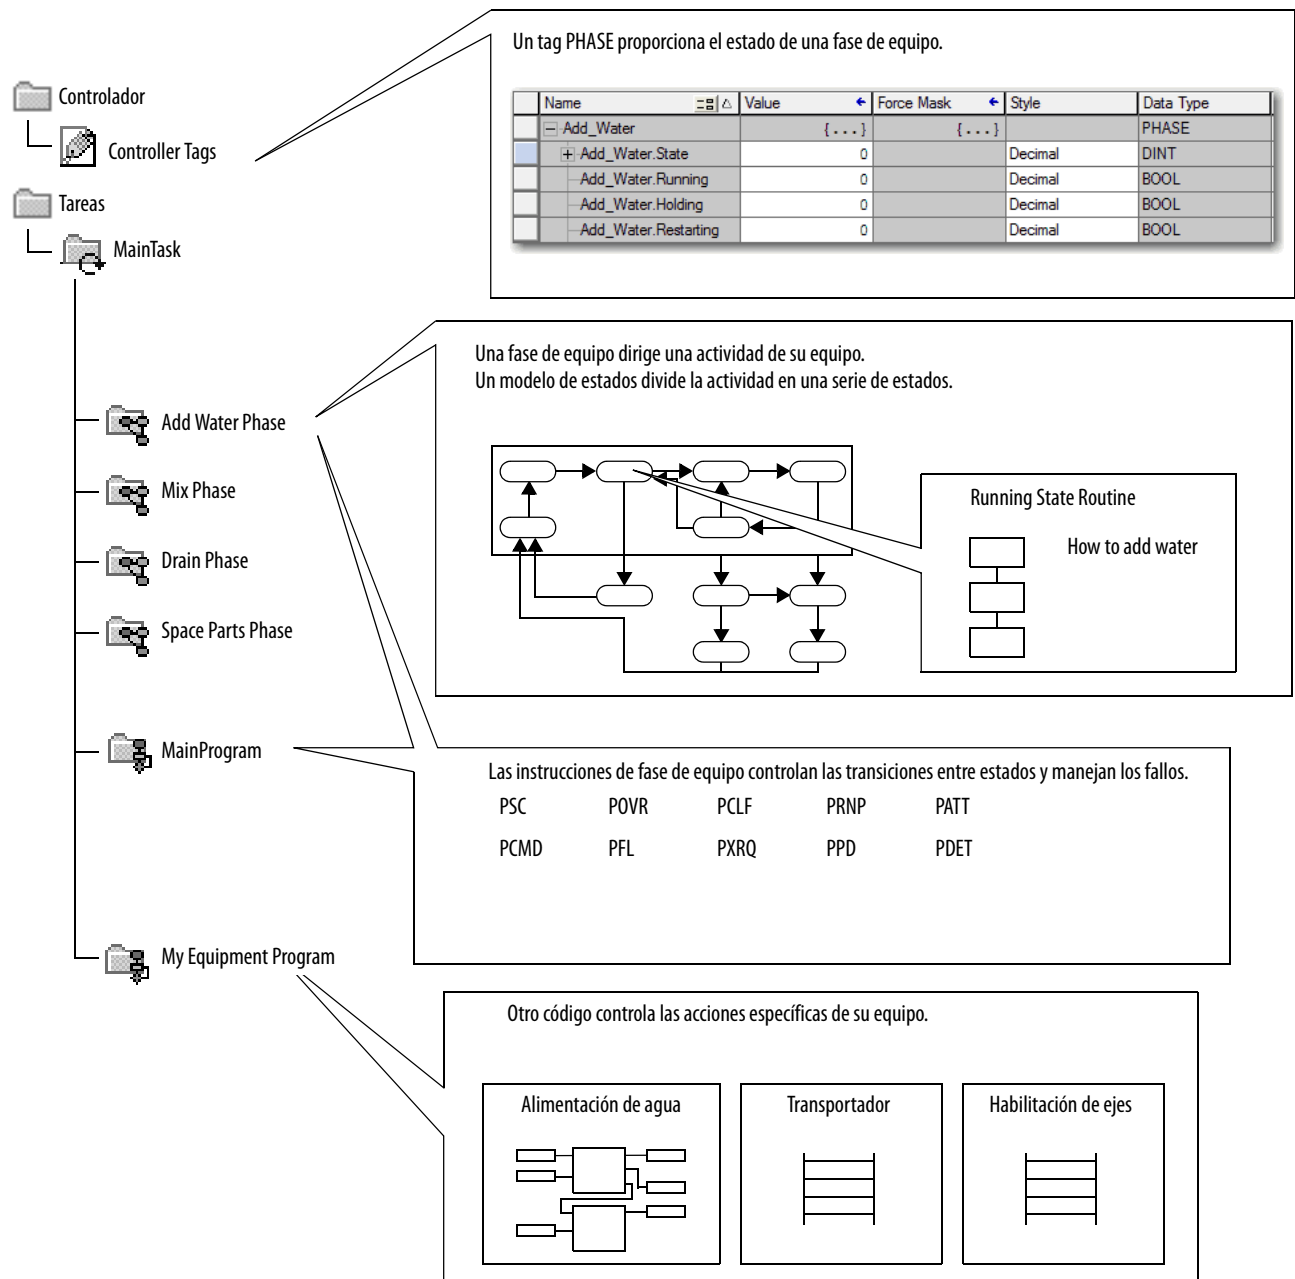 Un tag PHASE proporciona el estado de una fase de equipo.
Controlador
Controller Tags
Tareas
MainTask
Name Value Force Mask Style Data Type
Add_Water {...} {...} PHASE
Add_Water.State 0 Decimal DINT
Add_Water.Running 0 Decimal BOOL
Add_Water.Holding 0 Decimal BOOL
Add_Water.Restarting 0 Decimal BOOL
Una fase de equipo dirige una actividad de su equipo.
Un modelo de estados divide la actividad en una serie de estados.
Add Water Phase
Mix Phase
Drain Phase
Space Parts Phase
Running State Routine
How to add water
MainProgram
Las instrucciones de fase de equipo controlan las transiciones entre estados y manejan los fallos.
PSC POVR PCLF PRNP PATT
PCMD PFL PXRQ PPD PDET
My Equipment Program
Otro código controla las acciones específicas de su equipo.
Alimentación de agua
Transportador
Habilitación de ejes